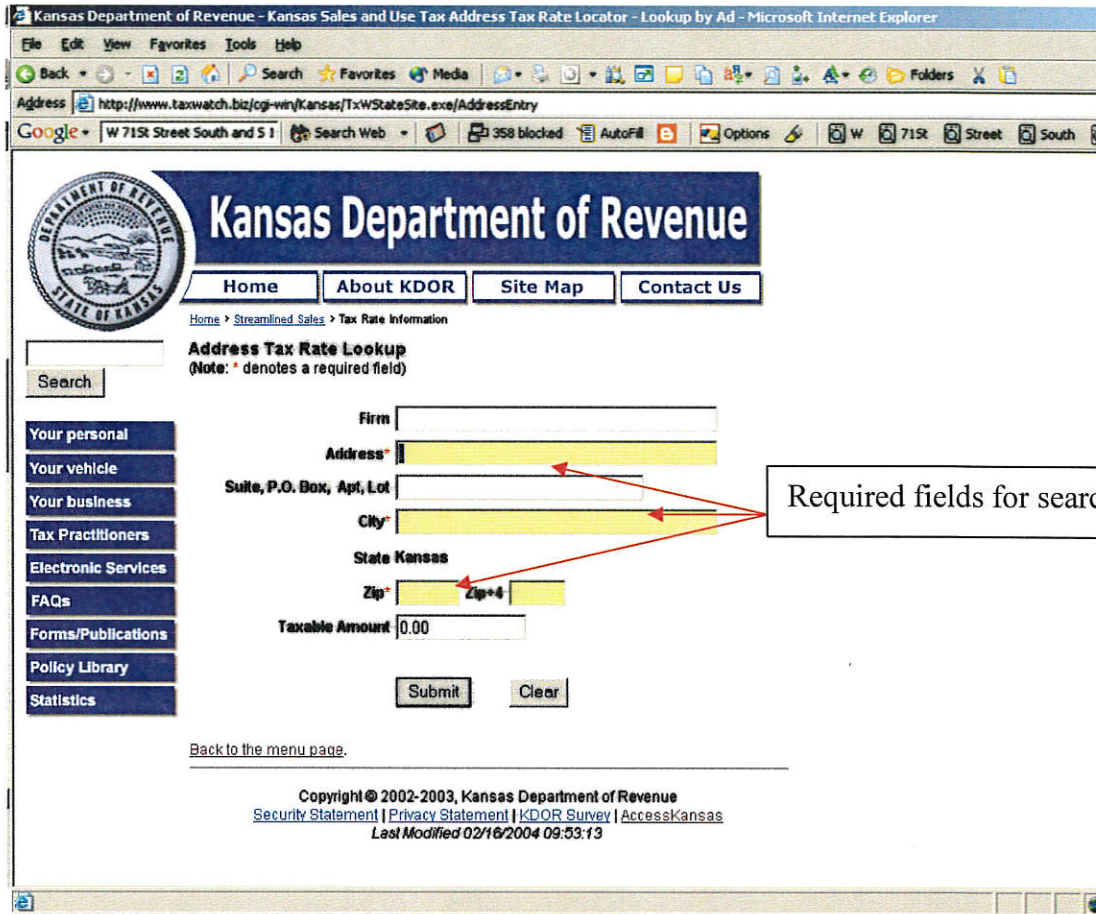 Kansas Department of Revenue - Kansas Sales and Use Tax Address Tax Rate Locator - Lookup by Ad - Microsoft Internet Explorer
File Edit View Favorites Tools Help
Back Search Favorites Media Folders
Address http://www.taxwatch.biz/cgi-win/Kansas/TxWStateSite.exe/AddressEntry
Google W 71St Street South and S 1 Search Web 358 blocked AutoFill Options W 71St Street South
DEPARTMENT OF REVENUE
STATE OF KANSAS
Kansas Department of Revenue
Home About KDOR Site Map Contact Us
Home > Streamlined Sales > Tax Rate Information
Address Tax Rate Lookup
(Note: * denotes a required field)
Search
Your personal
Your vehicle
Your business
Tax Practitioners
Electronic Services
FAQs
Forms/Publications
Policy Library
Statistics
Firm
Address*
Suite, P.O. Box, Apt, Lot
City*
State Kansas
Zip* Zip+4
Taxable Amount 0.00
Required fields for searc
Submit Clear
Back to the menu page.
Copyright © 2002-2003, Kansas Department of Revenue
Security Statement | Privacy Statement | KDOR Survey | AccessKansas
Last Modified 02/16/2004 09:53:13